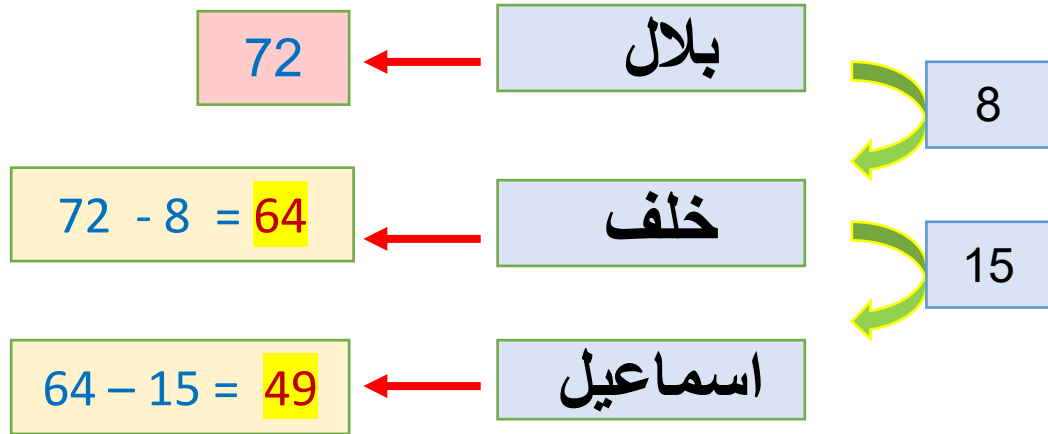 بلال
72
8
خلف
72 - 8 = 64
15
اسماعيل
64 – 15 = 49